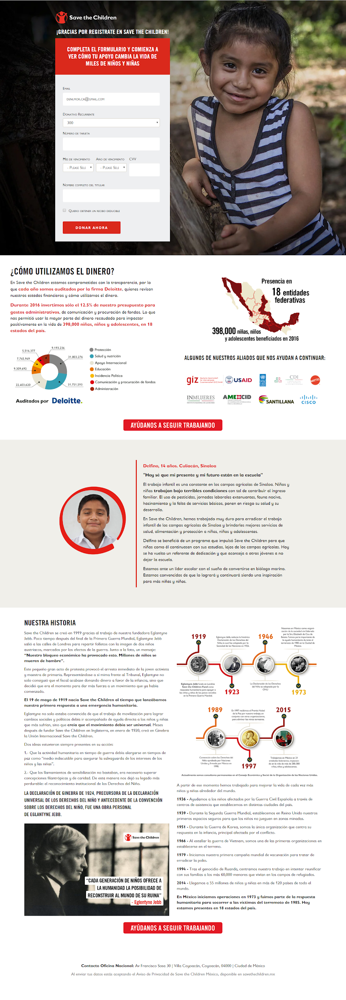 Save the Children
¡GRACIAS POR REGISTRATE EN SAVE THE CHILDREN!
COMPLETA EL FORMULARIO Y COMIENZA A
VER CÓMO TU APOYO CAMBIA LA VIDA DE
MILES DE NIÑOS Y NIÑAS
EMAIL
DENI.MOR.CA@GMAIL.COM
DONATIVO RECURRENTE
300
NÚMERO DE TARJETA
MES DE VENCIMIENTO AÑO DE VENCIMIENTO CVV
- PLEASE SELE - PLEASE SELE
NOMBRE COMPLETO DEL TITULAR
QUIERO OBTENER UN RECIBO DEDUCIBLE
DONAR AHORA
¿CÓMO UTILIZAMOS EL DINERO?
En Save the Children estamos comprometidos con la transparencia, por lo
que cada año somos auditados por la firma Deloitte, quienes revisan
nuestros estados financieros y cómo utilizamos el dinero.
Durante 2016 invertimos sólo el 12.5% de nuestro presupuesto para
gastos administrativos, de comunicación y procuración de fondos. Lo que
nos permitió usar la mayor parte del dinero recaudado para impactar
positivamente en la vida de 398,000 niñas, niños y adolescentes, en 18
estados del país.
9,193,236
5,516,377
7,745,949
31,803,276
9,309,692
22,403,620
31,751,593
Protección
Salud y nutrición
Apoyo Internacional
Educación
Incidencia Política
Comunicación y procuración de fondos
Administración
Auditados por Deloitte.
Presencia en
18 entidades
federativas
398,000 niñas, niños
y adolescentes beneficiados en 2016
ALGUNOS DE NUESTROS ALIADOS QUE NOS AYUDAN A CONTINUAR:
giz Deutsche Gesellschaft
für Internationale
Zusammenarbeit (GIZ) GmbH
USAID
PNUD
CDI
MATTEL
INMUJERES
INSTITUTO NACIONAL DE LAS MUJERES
AMEXCID
AGENCIA MEXICANA
DE COOPERACIÓN INTERNACIONAL
PARA EL DESARROLLO
SANTILLANA
CISCO
AYÚDANOS A SEGUIR TRABAJANDO
Delfino, 14 años. Culiacán, Sinaloa
"Hoy sé que mi presente y mi futuro están en la escuela"
El trabajo infantil es una constante en los campos agrícolas de Sinaloa. Niños y
niñas trabajan bajo terribles condiciones con tal de contribuir al ingreso
familiar. El uso de pesticidas, jornadas laborales extenuantes, fauna nociva,
hacinamiento y la falta de servicios básicos, ponen en riesgo su salud y su
desarrollo.
En Save the Children, hemos trabajado muy duro para erradicar el trabajo
infantil de los campos agrícolas de Sinaloa y brindarles mejores servicios de
salud, alimentación y protección a niñas, niños y adolescentes.
Delfino se benefició de un programa que impulsó Save the Children para que
niños como él continuasen con sus estudios, lejos de los campos agrícolas. Hoy
se ha vuelto un referente de dedicación y que aconseja a otros jóvenes a no
dejar la escuela.
Estamos ante un líder escolar con el sueño de convertirse en biólogo marino.
Estamos convencidos de que lo logrará y continuará siendo una inspiración
para más niñas y niños.
NUESTRA HISTORIA
Save the Children se creó en 1919 gracias al trabajo de nuestra fundadora Eglantyne
Jebb. Poco tiempo después del final de la Primera Guerra Mundial, Eglantyne Jebb
salió a las calles de Londres para repartir folletos con la imagen de dos niños
austriacos, marcados por los efectos de la guerra. Junto a la foto, un mensaje:
“Nuestro bloqueo económico ha provocado esto. Millones de niños se
mueren de hambre”.
Este pequeño gran acto de protesta provocó el arresto inmediato de la joven activista
y maestra de primaria. Representándose a sí mima frente al Tribunal, Eglantyne no
solo consiguió que el fiscal acabase donando dinero a favor de la infancia, sino que
decidió que era el momento para dar más fuerza a un movimiento que ya había
comenzado.
El 19 de mayo de 1919 nacía Save the Children al tiempo que lanzábamos
nuestra primera respuesta a una emergencia humanitaria.
Eglantyne no solo estaba convencida de que el trabajo de movilización para lograr
cambios sociales y políticos debía ir acompañado de ayuda directa a los niños y niñas
que más sufrían, sino que creía que el movimiento debía ser universal. Meses
después de fundar Save the Children en Inglaterra, en enero de 1920, creó en Ginebra
la Unión Internacional Save the Children.
Dos ideas estuvieron siempre presentes en su acción:
1.- Que la actividad humanitaria en tiempo de guerra debía alargarse en tiempos de
paz como “medio indiscutible para asegurar la salvaguarda de los intereses de los
niños y las niñas”.
2.- Que los llamamientos de sensibilización no bastaban, era necesario superar
concepciones filantrópicas y de caridad. De esta manera nos dejó su legado más
perdurable: el reconocimiento institucional de los Derechos del Niño.
LA DECLARACIÓN DE GINEBRA DE 1924, PRECURSORA DE LA DECLARACIÓN
UNIVERSAL DE LOS DERECHOS DEL NIÑO Y ANTECEDENTE DE LA CONVENCIÓN
SOBRE LOS DERECHOS DEL NIÑO, FUE UNA OBRA PERSONAL
DE EGLANTYNE JEBB.
Save the Children
“CADA GENERACIÓN DE NIÑOS OFRECE A
LA HUMANIDAD LA POSIBILIDAD DE
RECONSTRUIR AL MUNDO DE SU RUINA”
- Eglentyne Jebb
1919
Eglantyne Jebb funda en Londres
Save the Children Fund como
respuesta humanitaria para apoyar a
las niñas y niños de los países vencidos
en la Primera Guerra Mundial.
Eglantyne Jebb, redacta la histórica
Declaración de los Derechos del
Niño, la cual fue adoptada por la
Sociedad de las Naciones en 1924.
1923
1946
La Declaración de los Derechos
del Niño es adoptada por la
ONU
Nacemos en México como organi-
zación de la sociedad civil liderada
por la Sra. Elizabeth de Cou de
Beteta. Fuimos parte importante de
la ayuda humanitaria durante el
terremoto de 1985 en la Ciudad de
México.
1973
1989
Convención sobre los Derechos del
Niño aprobada por Naciones
Unidas y firmada por México en
1990.
En 1997 recibimos el Premio Nobel
de la Paz por nuestro trabajo, en
conjunto con otras organizaciones,
para eliminar las minas terrestres.
1997
2015
Trabajamos en México en 21
entidades federativas, impactan-
do en la vida de más de 280,000
niñas, niños y adolescentes.
Actualmente somos consultores permanentes en el Consejo Económico y Social de la Organización de las Naciones Unidas.
A partir de ese momento hemos trabajado para mejorar la vida de cada vez más
niños y niñas alrededor del mundo.
1936 - Ayudamos a los niños afectados por la Guerra Civil Española a través de
centros de asistencia que establecemos en distintas ciudades del país.
1939 - Durante la Segunda Guerra Mundial, establecemos en Reino Unido nuestros
primeros espacios seguros para que los niños no jueguen en zonas minadas.
1951 - Durante la Guerra de Korea, somos la única organización que centra su
respuesta en la infancia, principal afectada por el conflicto.
1966 - Al estallar la guerra de Vietnam, somos una de las primeras organizaciones en
establecerse en el terreno.
1979 - Iniciamos nuestra primera campaña mundial de vacunación para tratar de
erradicar la polio.
1994 - Tras el genocidio de Ruanda, centramos nuestro trabajo en intentar reunificar
con sus familias a los más 60,000 menores que vivían en los campos de refugiados.
2014 - Llegamos a 55 millones de niños y niñas en más de 120 países de todo el
mundo.
En México iniciamos operaciones en 1973 y fuimos parte de la respuesta
humanitaria para socorrer a las víctimas del terremoto de 1985. Hoy
estamos presentes en 18 estados del país.
AYÚDANOS A SEGUIR TRABAJANDO
Contacto Oficina Nacional: Av Francisco Sosa 30 | Villa Coyoacán, Coyoacán, 04000 | Ciudad de México
Al enviar tus datos estás aceptando el Aviso de Privacidad de Save the Children México, disponible en savethechildren.mx